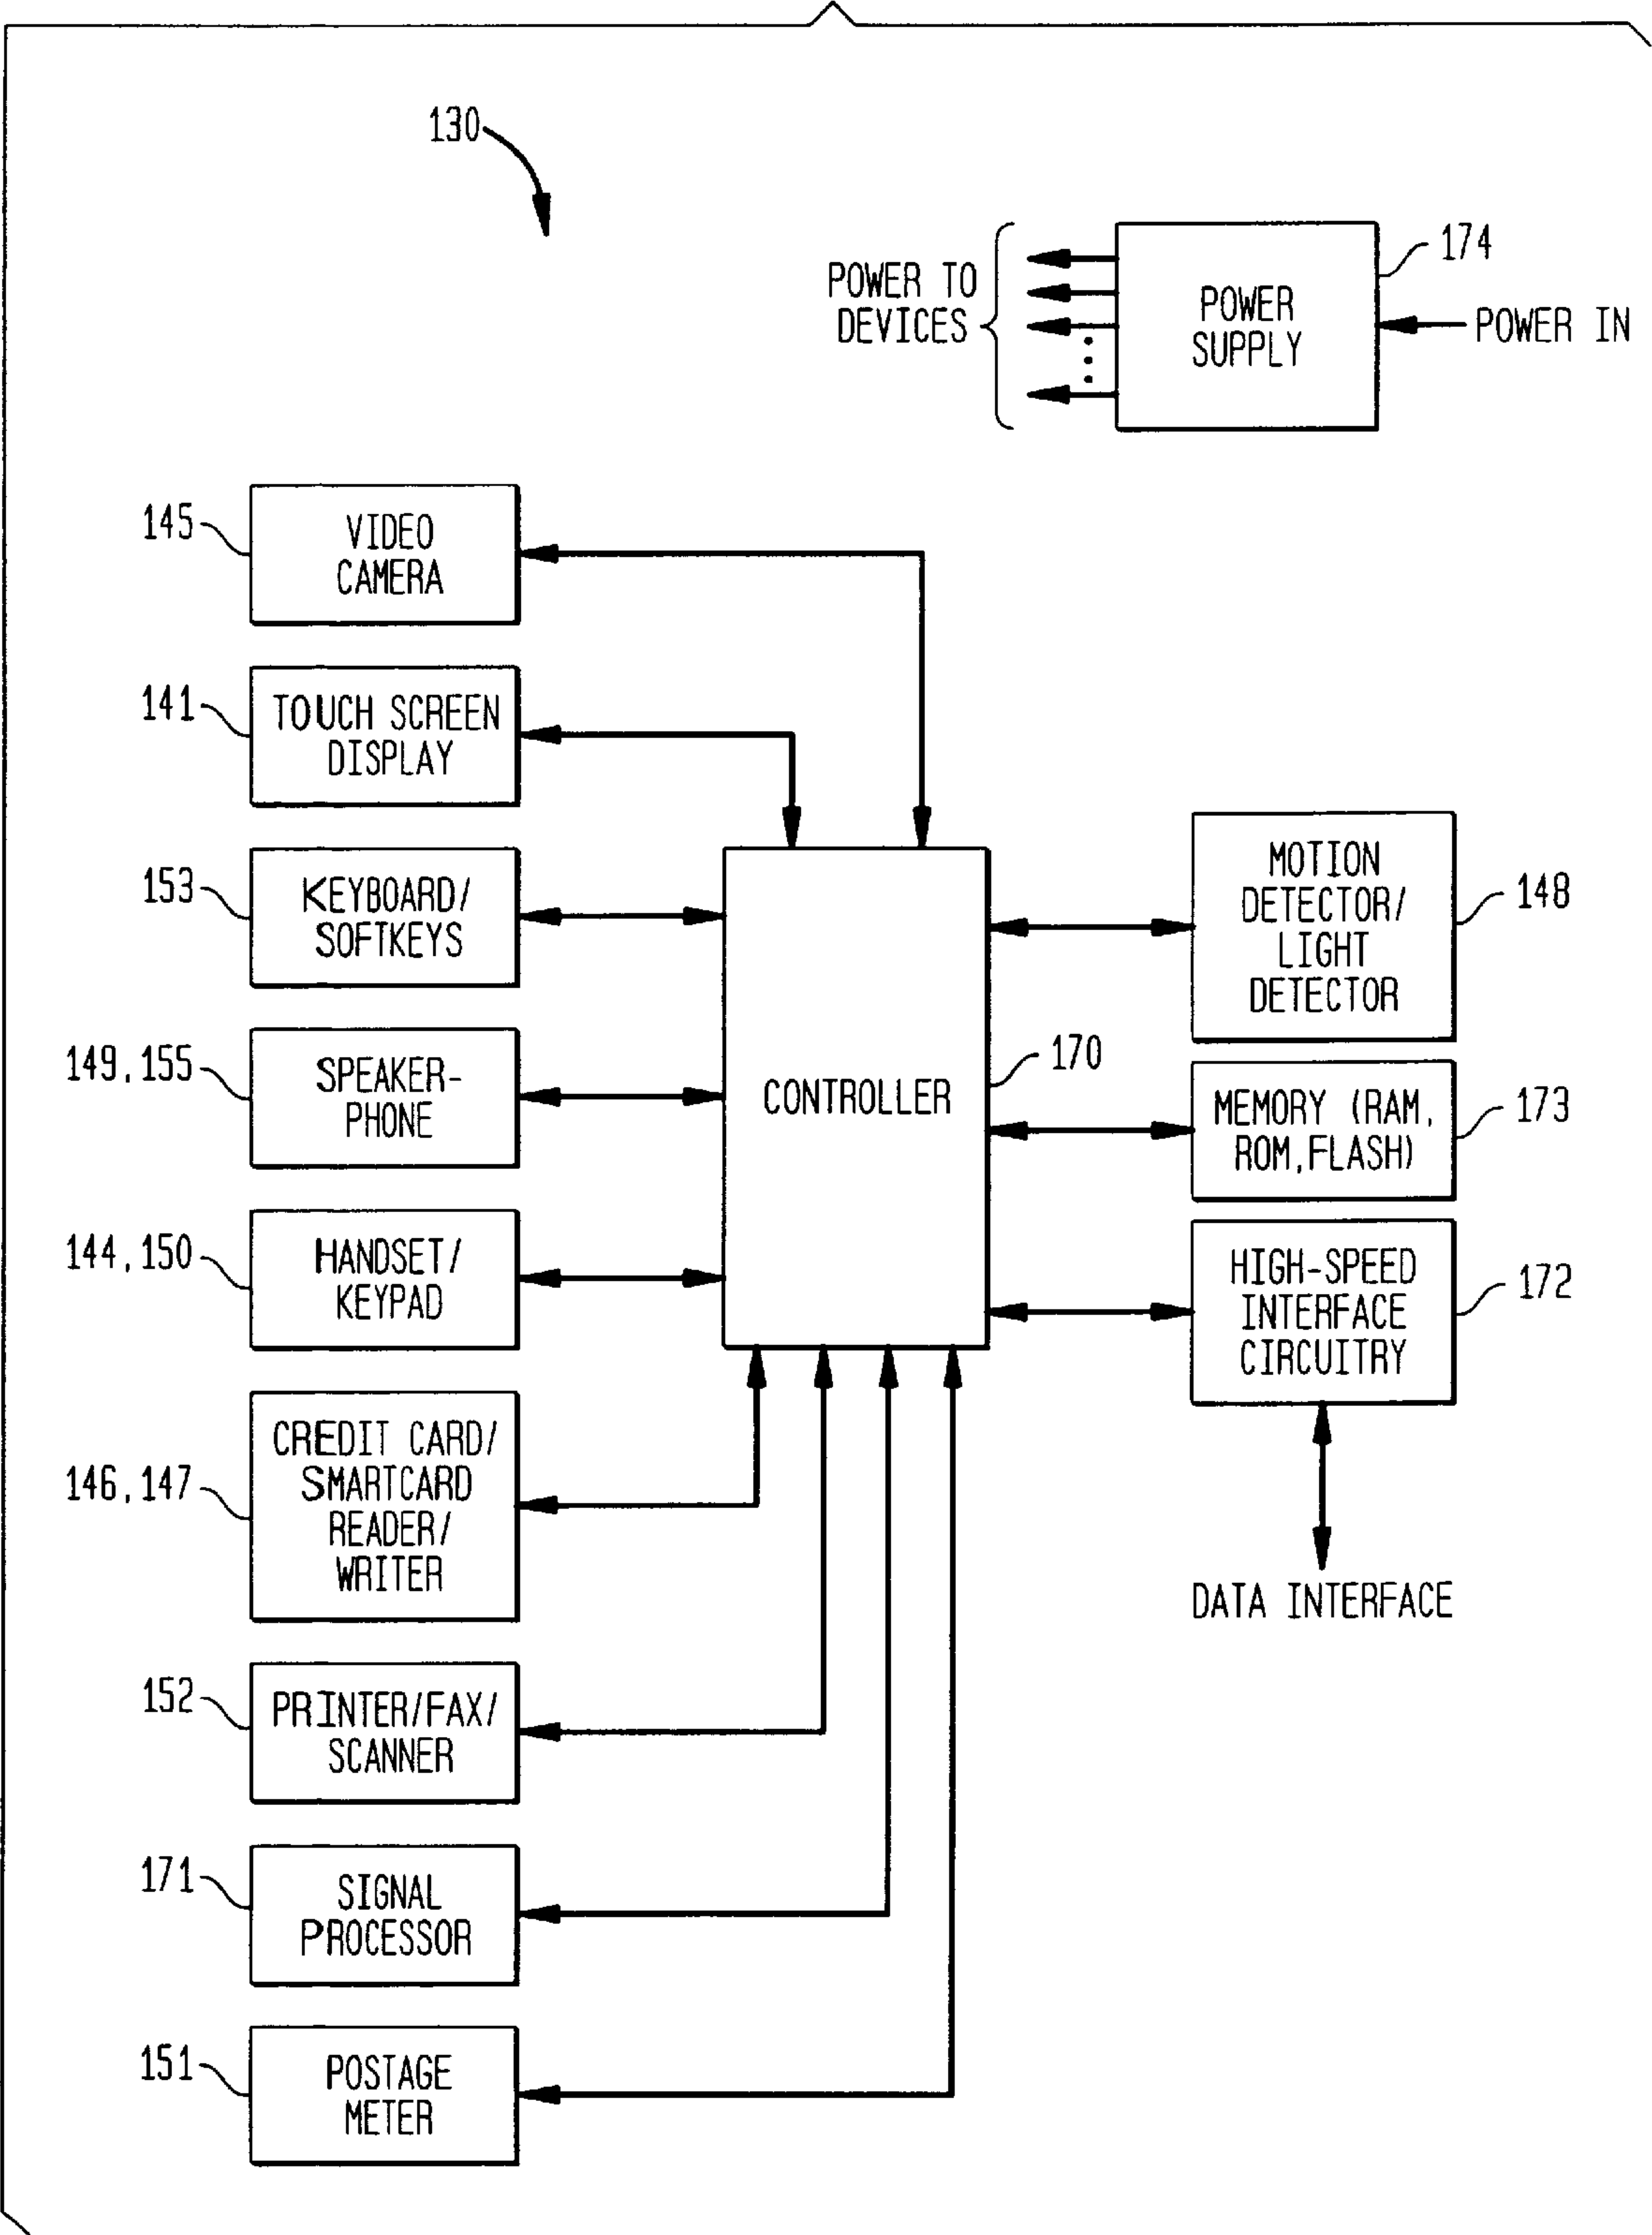 130
174
POWER TO
DEVICES
POWER
SUPPLY
POWER IN
145
VIDEO
CAMERA
141
TOUCH SCREEN
DISPLAY
153
KEYBOARD/
SOFTKEYS
149,155
SPEAKER-
PHONE
144,150
HANDSET/
KEYPAD
146,147
CREDIT CARD/
SMARTCARD
READER/
WRITER
152
PRINTER/FAX/
SCANNER
171
SIGNAL
PROCESSOR
151
POSTAGE
METER
CONTROLLER
170
MOTION
DETECTOR/
LIGHT
DETECTOR
148
MEMORY (RAM,
ROM,FLASH)
173
HIGH-SPEED
INTERFACE
CIRCUITRY
172
DATA INTERFACE